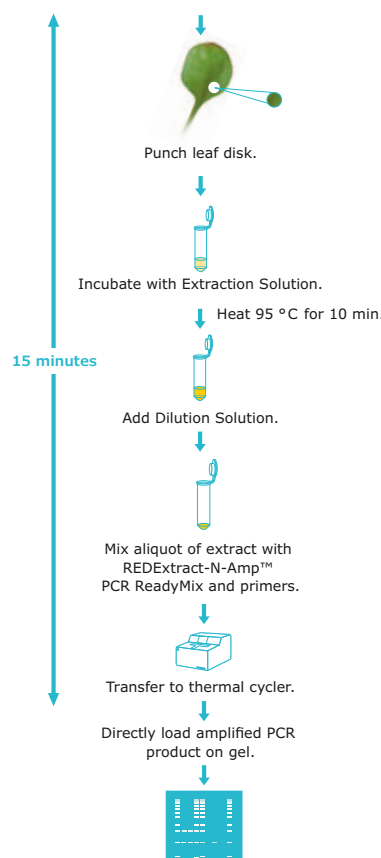 Punch leaf disk.
Incubate with Extraction Solution.
Heat 95 °C for 10 min.
15 minutes
Add Dilution Solution.
Mix aliquot of extract with
REDExtract-N-Amp™
PCR ReadyMix and primers.
Transfer to thermal cycler.
Directly load amplified PCR
product on gel.